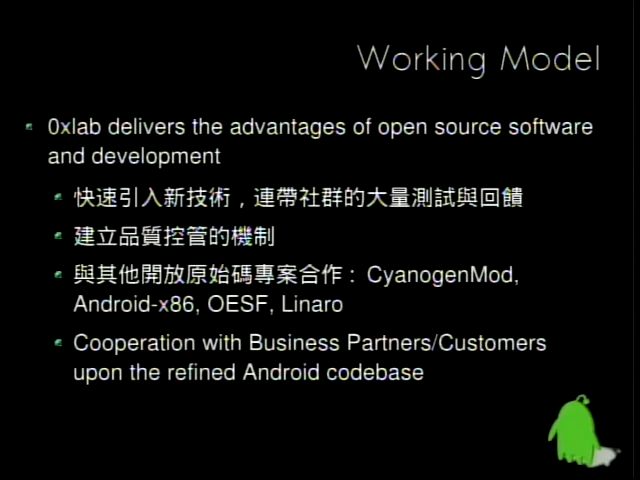 Working Model
0xlab delivers the advantages of open source software
and development
快速引入新技術，連帶社群的大量測試與回饋
建立品質控管的機制
與其他開放原始碼專案合作： CyanogenMod,
Android-x86, OESF, Linaro
Cooperation with Business Partners/Customers
upon the refined Android codebase